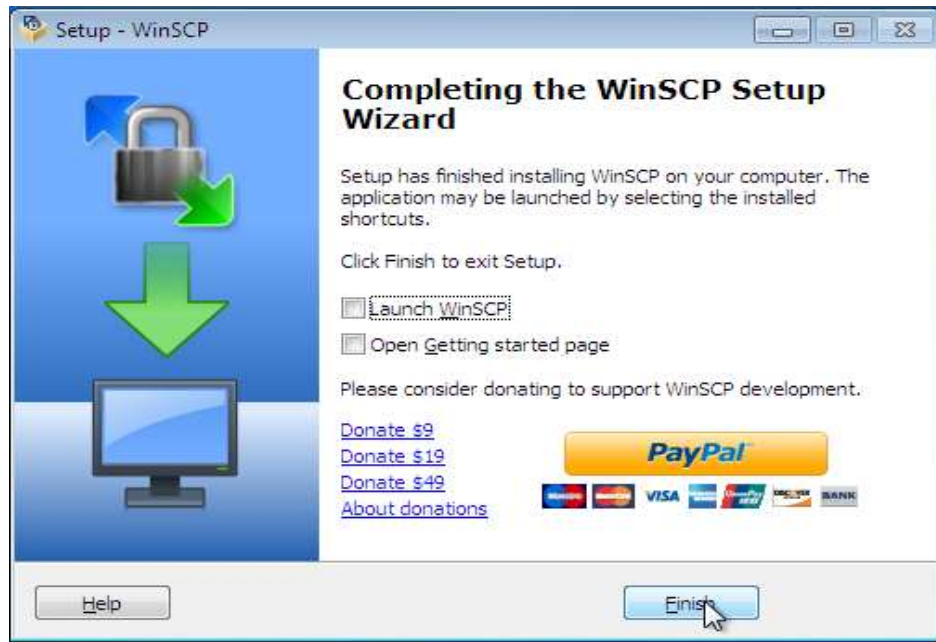 Setup - WinSCP
Completing the WinSCP Setup
Wizard
Setup has finished installing WinSCP on your computer. The
application may be launched by selecting the installed
shortcuts.
Click Finish to exit Setup.
Launch WinSCP
Open Getting started page
Please consider donating to support WinSCP development.
Donate $9
Donate $19
Donate $49
About donations
PayPal
VISA
DISCOVER
BANK
Help
Finish